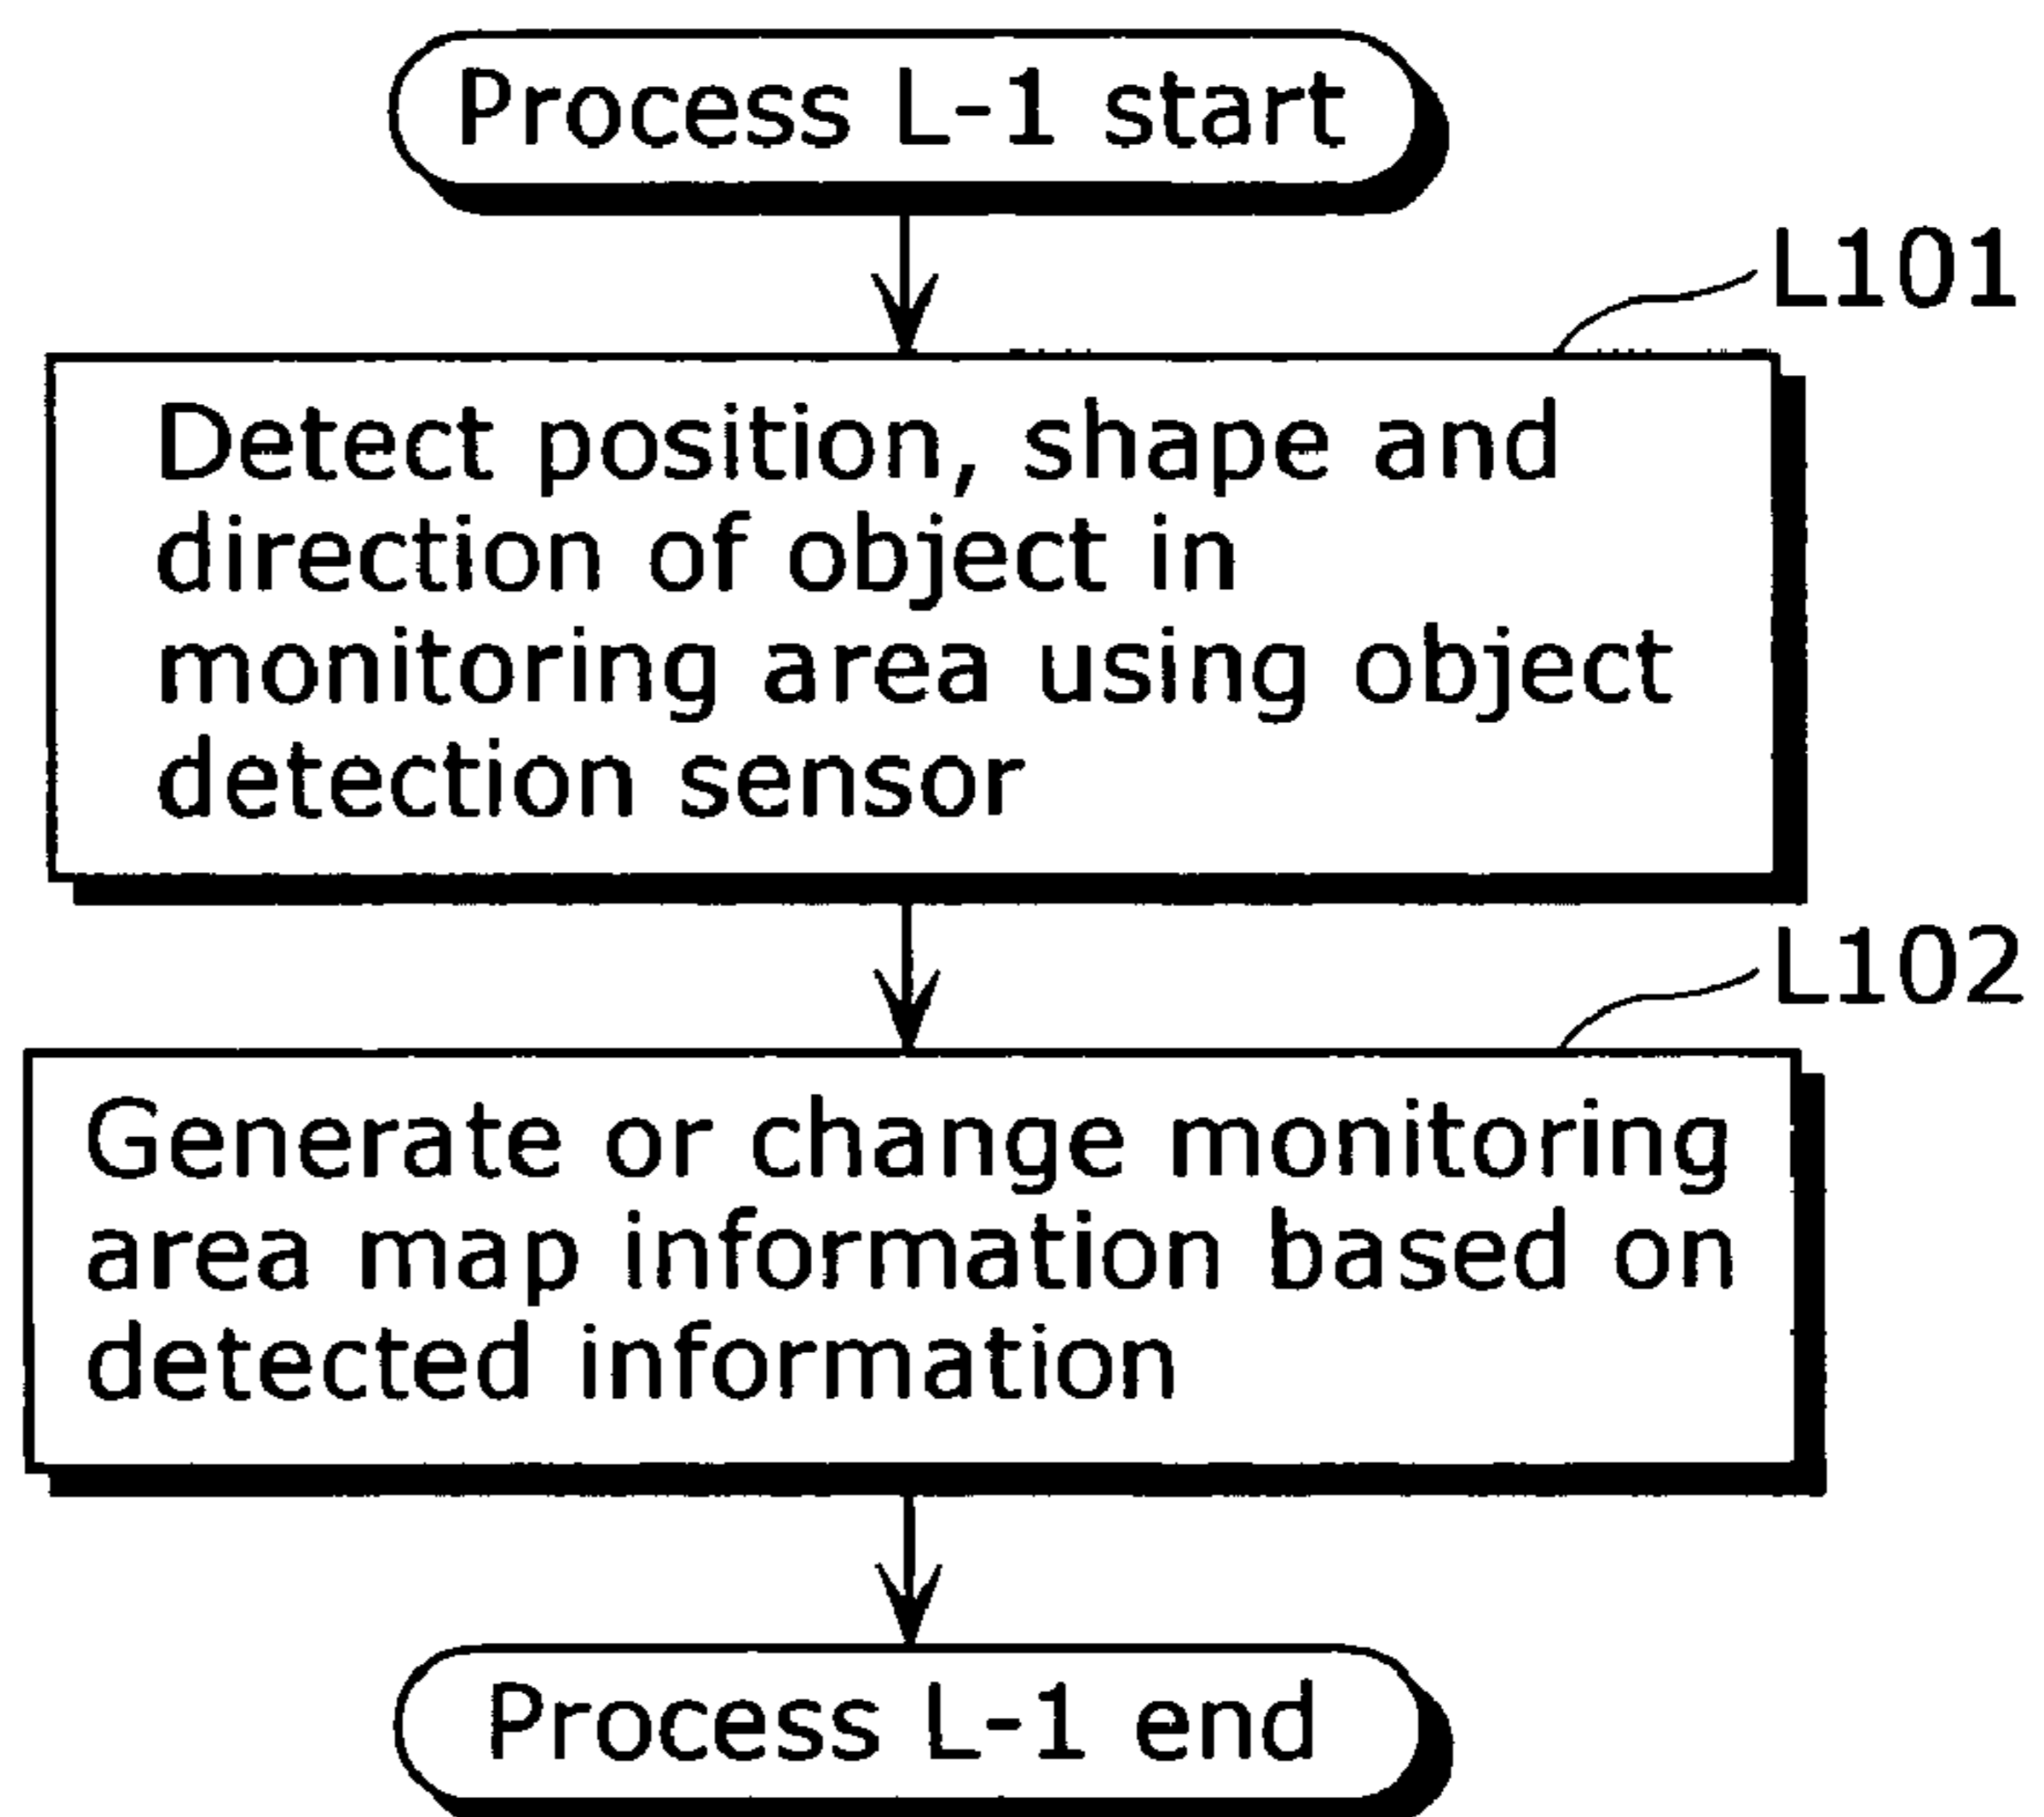 Process L-1 start
L101
Detect position, shape and
direction of object in
monitoring area using object
detection sensor
L102
Generate or change monitoring
area map information based on
detected information
Process L-1 end